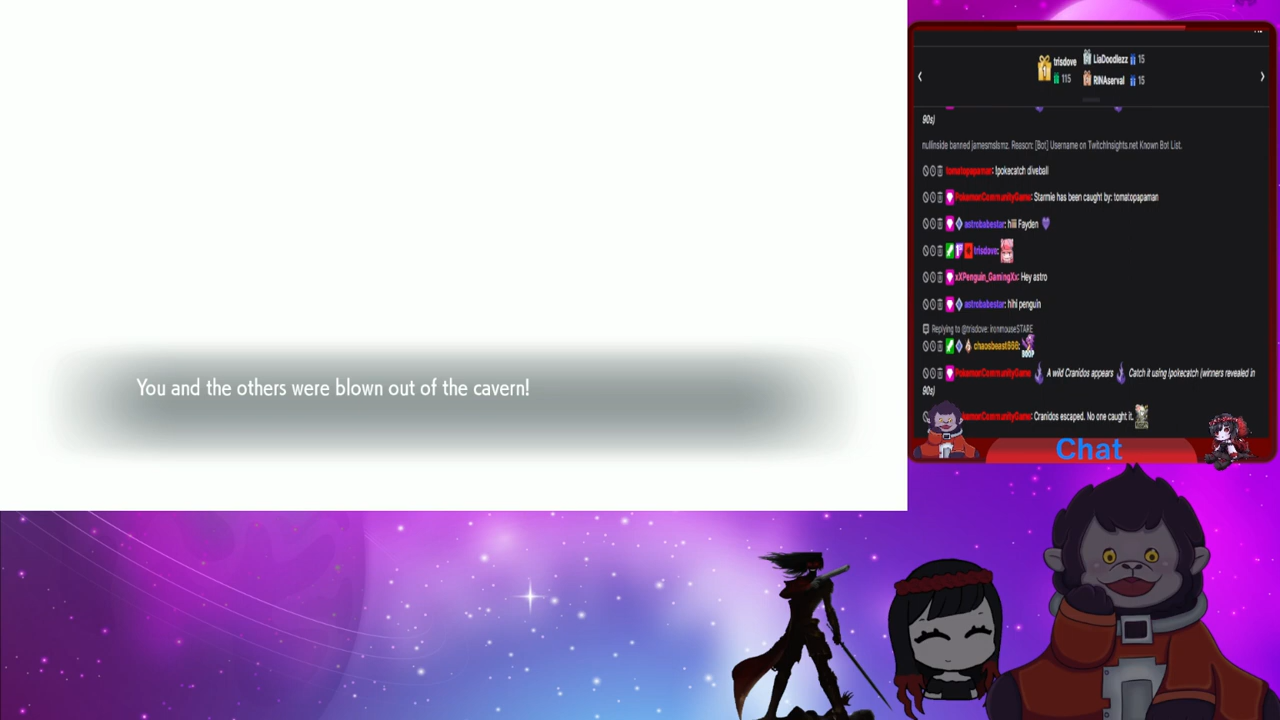 You and the others were blown out of the cavern!
trisdove
115
LiaDoodlezz 15
RINAserval 15
90s)
nullinside banned jamesmslsmz. Reason: [Bot] Username on TwitchInsights.net Known Bot List.
tomatopapaman: !pokecatch diveball
PokemonCommunityGame: Starmie has been caught by: tomatopapaman
astrobabestar: hiii Fayden
trisdove:
xXPenguin_GamingXx: Hey astro
astrobabestar: hihi penguin
Replying to @trisdove: ironmouseSTARE
chaosbeast666:
BOOP
PokemonCommunityGame A wild Cranidos appears Catch it using !pokecatch (winners revealed in
90s)
PokemonCommunityGame: Cranidos escaped. No one caught it.
Chat